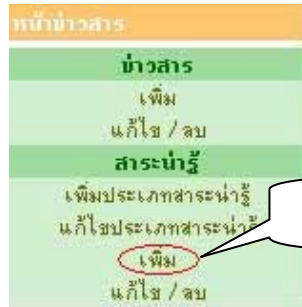 หน้าข่าวสาร
ข่าวสาร
เพิ่ม
แก้ไข / ลบ
สาระน่ารู้
เพิ่มประเภทสาระน่ารู้
แก้ไขประเภทสาระน่ารู้
เพิ่ม
แก้ไข / ลบ